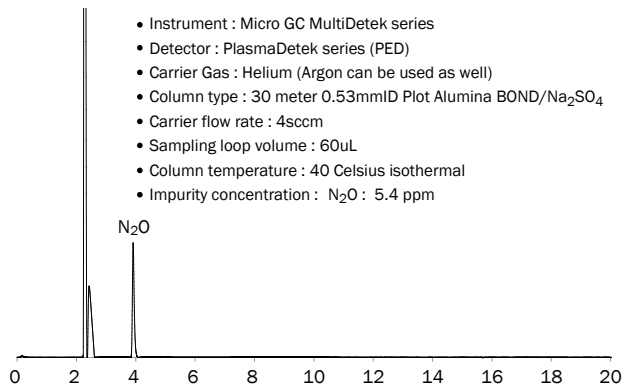 • Instrument : Micro GC MultiDetek series
• Detector : PlasmaDetek series (PED)
• Carrier Gas : Helium (Argon can be used as well)
• Column type : 30 meter 0.53mmID Plot Alumina BOND/Na₂SO₄
• Carrier flow rate : 4sccm
• Sampling loop volume : 60uL
• Column temperature : 40 Celsius isothermal
• Impurity concentration : N₂O : 5.4 ppm
N₂O
0 2 4 6 8 10 12 14 16 18 20